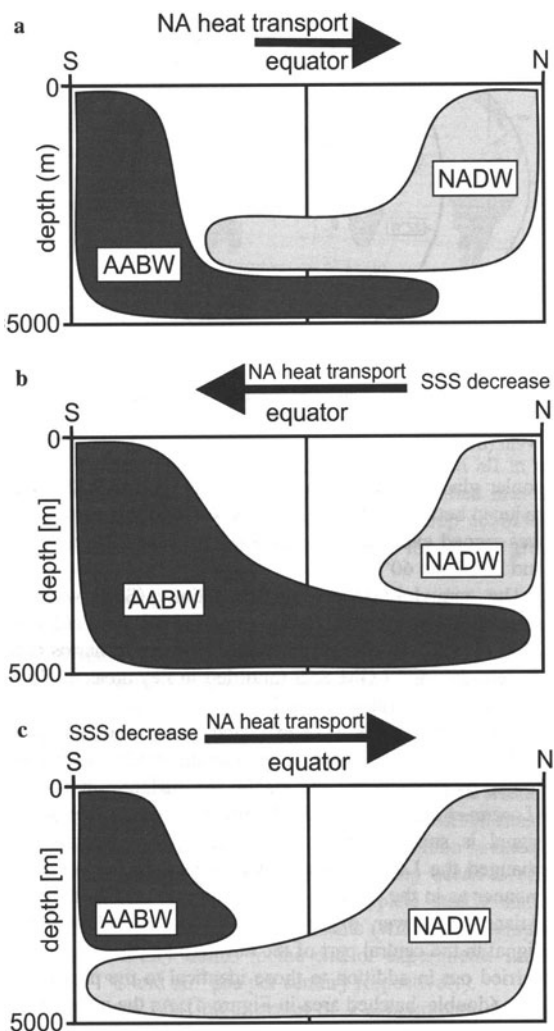 a
NA heat transport
S equator N
0
depth (m)
NADW
AABW
5000
b
NA heat transport SSS decrease
S equator N
0
depth [m]
AABW NADW
5000
c
SSS decrease NA heat transport
S equator N
0
depth [m]
AABW NADW
5000